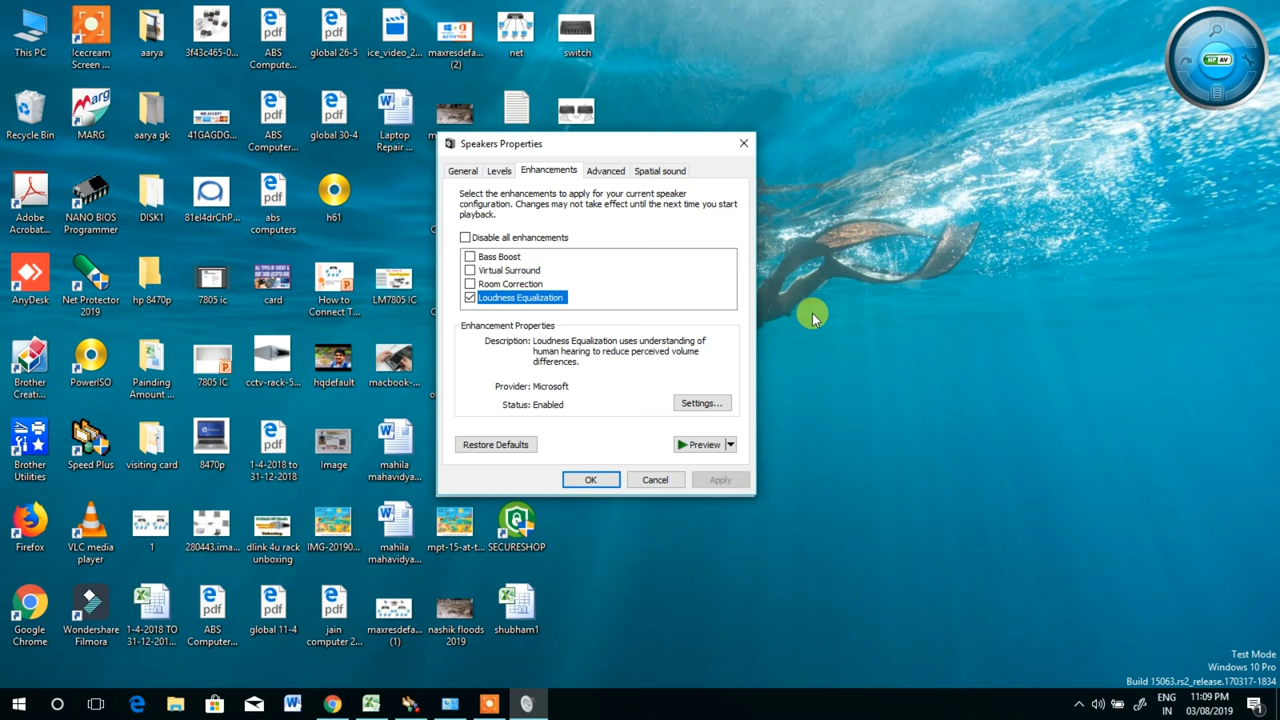 This PC
Icecream
Screen ...
aarya
3f43c465-0...
ABS
Compute...
global 26-5
ice_video_2...
maxresdefa...
(2)
net
switch
HP AV
Recycle Bin
MARG
aarya gk
41GAGDG...
ABS
Computer...
global 30-4
Laptop
Repair ...
Adobe
Acrobat...
NANO BIOS
Programmer
DISK1
81el4drChP...
abs
computers
h61
AnyDesk
Net Protector
2019
hp 8470p
7805 ic
card
How to
Connect T...
LM7805 IC
Brother
Creati...
PowerISO
Painding
Amount ...
7805 IC
cctv-rack-5...
hqdefault
macbook-...
Brother
Utilities
Speed Plus
visiting card
8470p
1-4-2018 to
31-12-2018
Image
mahila
mahavidya...
Firefox
VLC media
player
1
280443.ima...
dlink 4u rack
unboxing
IMG-20190...
mahila
mahavidya...
mpt-15-at-t...
SECURESHOP
Google
Chrome
Wondershare
Filmora
1-4-2018 TO
31-12-201...
ABS
Computer...
global 11-4
jain
computer 2...
maxresdefa...
(1)
nashik floods
2019
shubham1
Speakers Properties
General
Levels
Enhancements
Advanced
Spatial sound
Select the enhancements to apply for your current speaker
configuration. Changes may not take effect until the next time you start
playback.
Disable all enhancements
Bass Boost
Virtual Surround
Room Correction
Loudness Equalization
Enhancement Properties
Description: Loudness Equalization uses understanding of
human hearing to reduce perceived volume
differences.
Provider: Microsoft
Status: Enabled
Settings...
Restore Defaults
Preview
OK
Cancel
Apply
Test Mode
Windows 10 Pro
Build 15063.rs2_release.170317-1834
ENG
IN
11:09 PM
03/08/2019